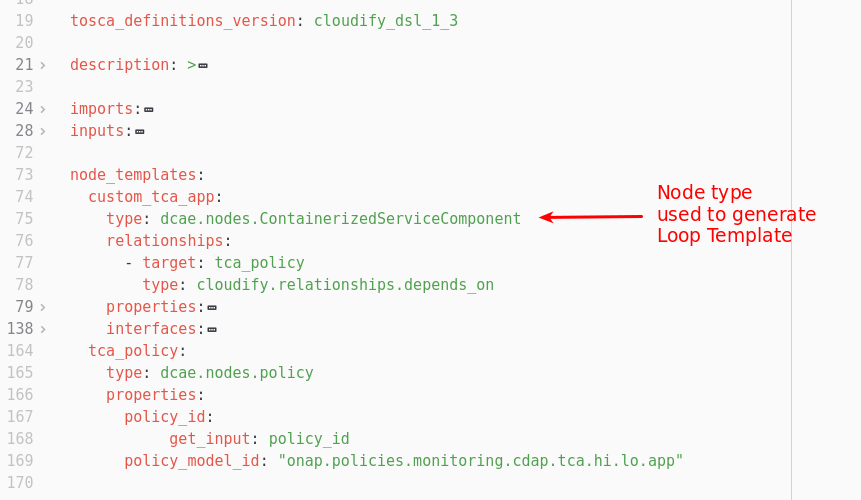 19 tosca_definitions_version: cloudify_dsl_1_3
20
21 description: >
23
24 imports:
28 inputs:
72
73 node_templates:
74 custom_tca_app:
75 type: dcae.nodes.ContainerizedServiceComponent
76 relationships:
77 - target: tca_policy
78 type: cloudify.relationships.depends_on
79 properties:
138 interfaces:
164 tca_policy:
165 type: dcae.nodes.policy
166 properties:
167 policy_id:
168 get_input: policy_id
169 policy_model_id: "onap.policies.monitoring.cdap.tca.hi.lo.app"
170
Node type
used to generate
Loop Template